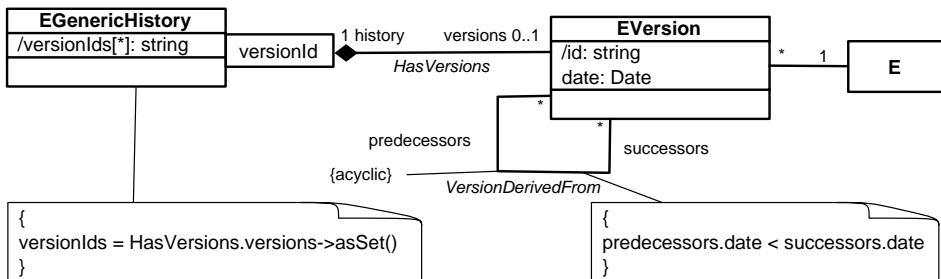 EGenericHistory
/versionIds[*]: string
versionId
1 history
versions 0..1
HasVersions
EVersion
/id: string
date: Date
*
1
E
*
*
predecessors
successors
{acyclic}
VersionDerivedFrom
{
versionIds = HasVersions.versions->asSet()
}
{
predecessors.date < successors.date
}